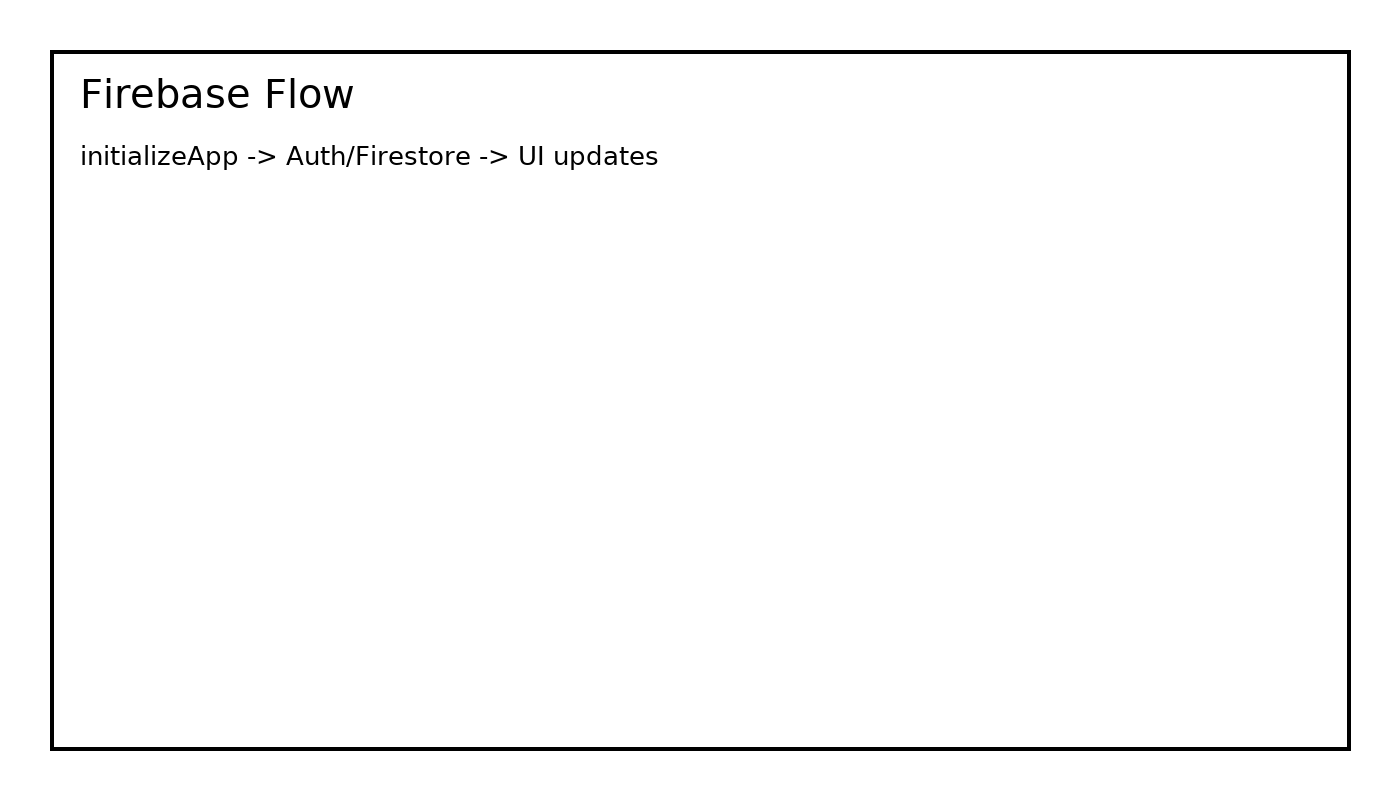 Firebase Flow
initializeApp -> Auth/Firestore -> UI updates